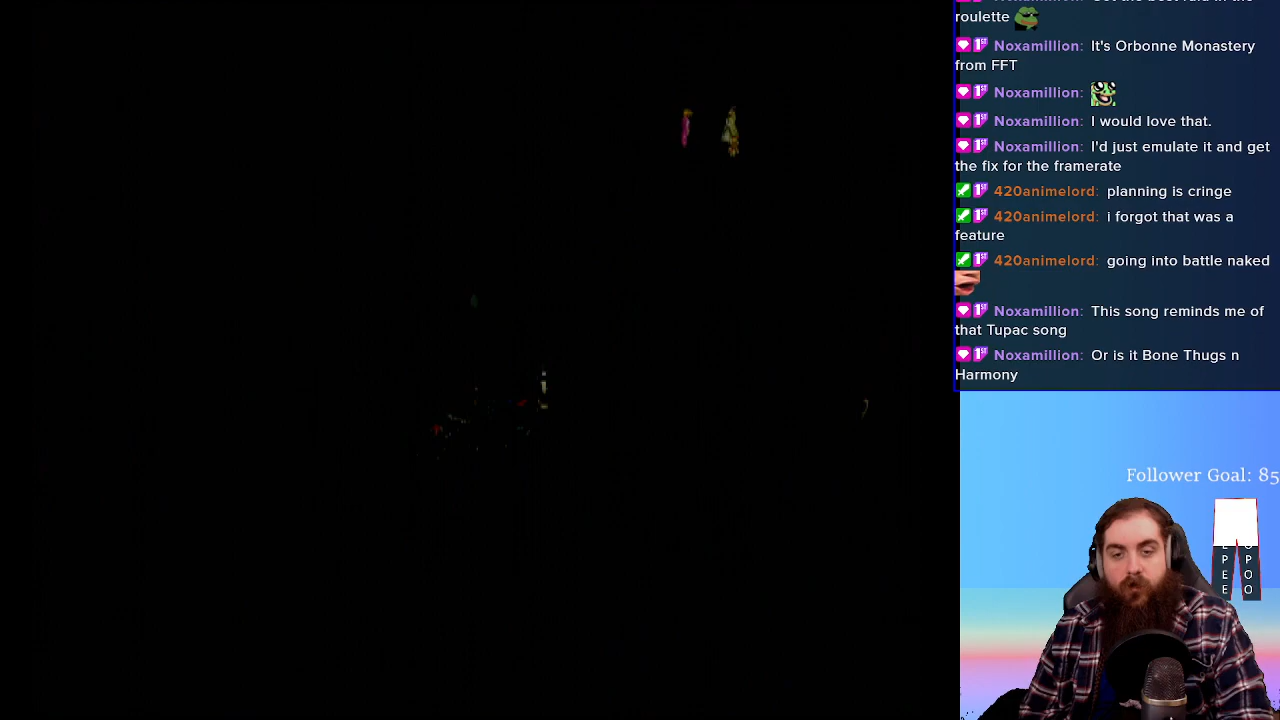 roulette
Noxamillion: It's Orbonne Monastery
from FFT
Noxamillion:
Noxamillion: I would love that.
Noxamillion: I'd just emulate it and get
the fix for the framerate
420animelord: planning is cringe
420animelord: i forgot that was a
feature
420animelord: going into battle naked
Noxamillion: This song reminds me of
that Tupac song
Noxamillion: Or is it Bone Thugs n
Harmony
Follower Goal: 85
P P
E O
E O